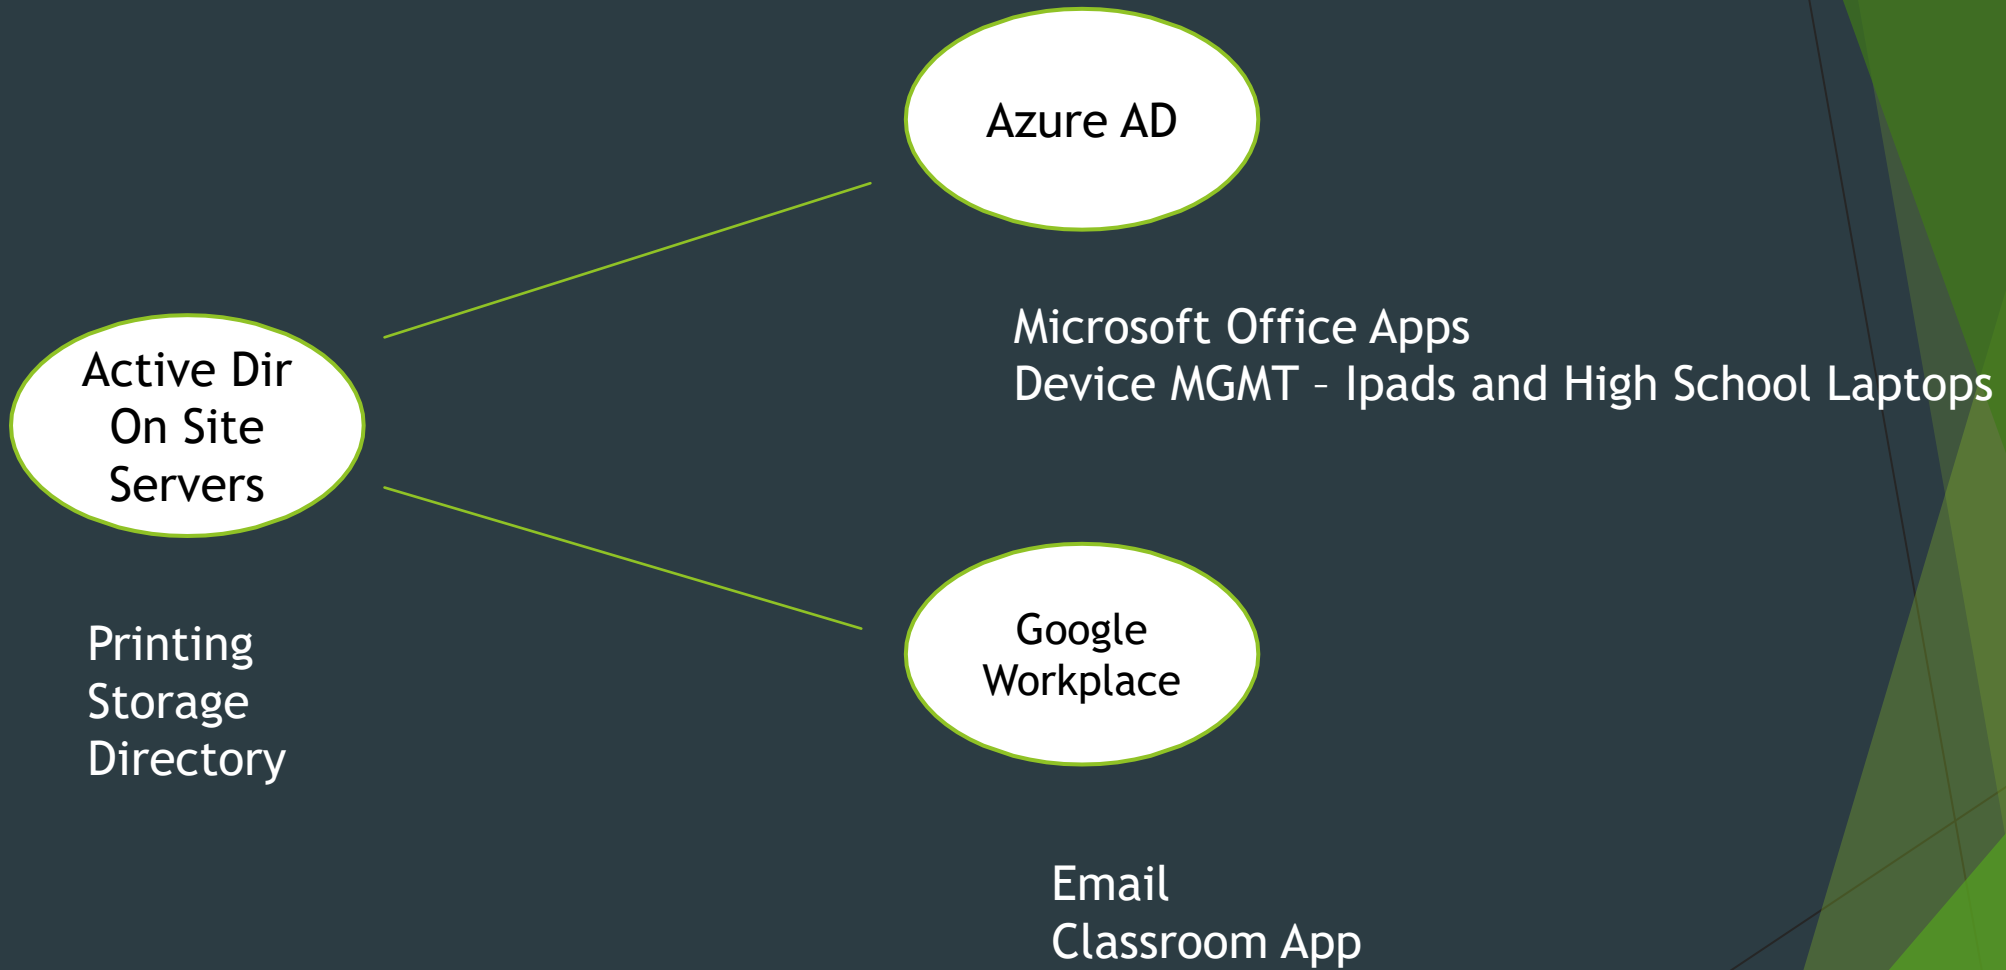 Azure AD
Microsoft Office Apps
Device MGMT – Ipads and High School Laptops
Active Dir
On Site
Servers
Printing
Storage
Directory
Google
Workplace
Email
Classroom App